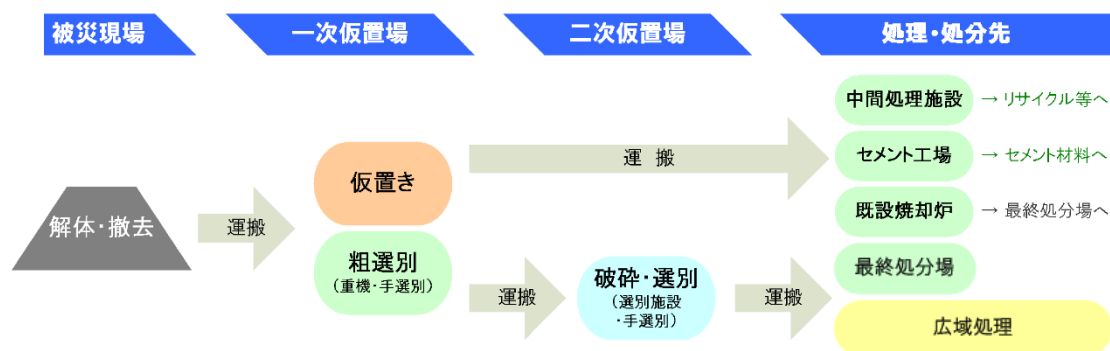 被災現場
一次仮置場
二次仮置場
処理・処分先
解体・撤去
運搬
仮置き
粗選別
（重機・手選別）
運 搬
運搬
破砕・選別
（選別施設
・手選別）
運搬
中間処理施設 → リサイクル等へ
セメント工場 → セメント材料へ
既設焼却炉 → 最終処分場へ
最終処分場
広域処理